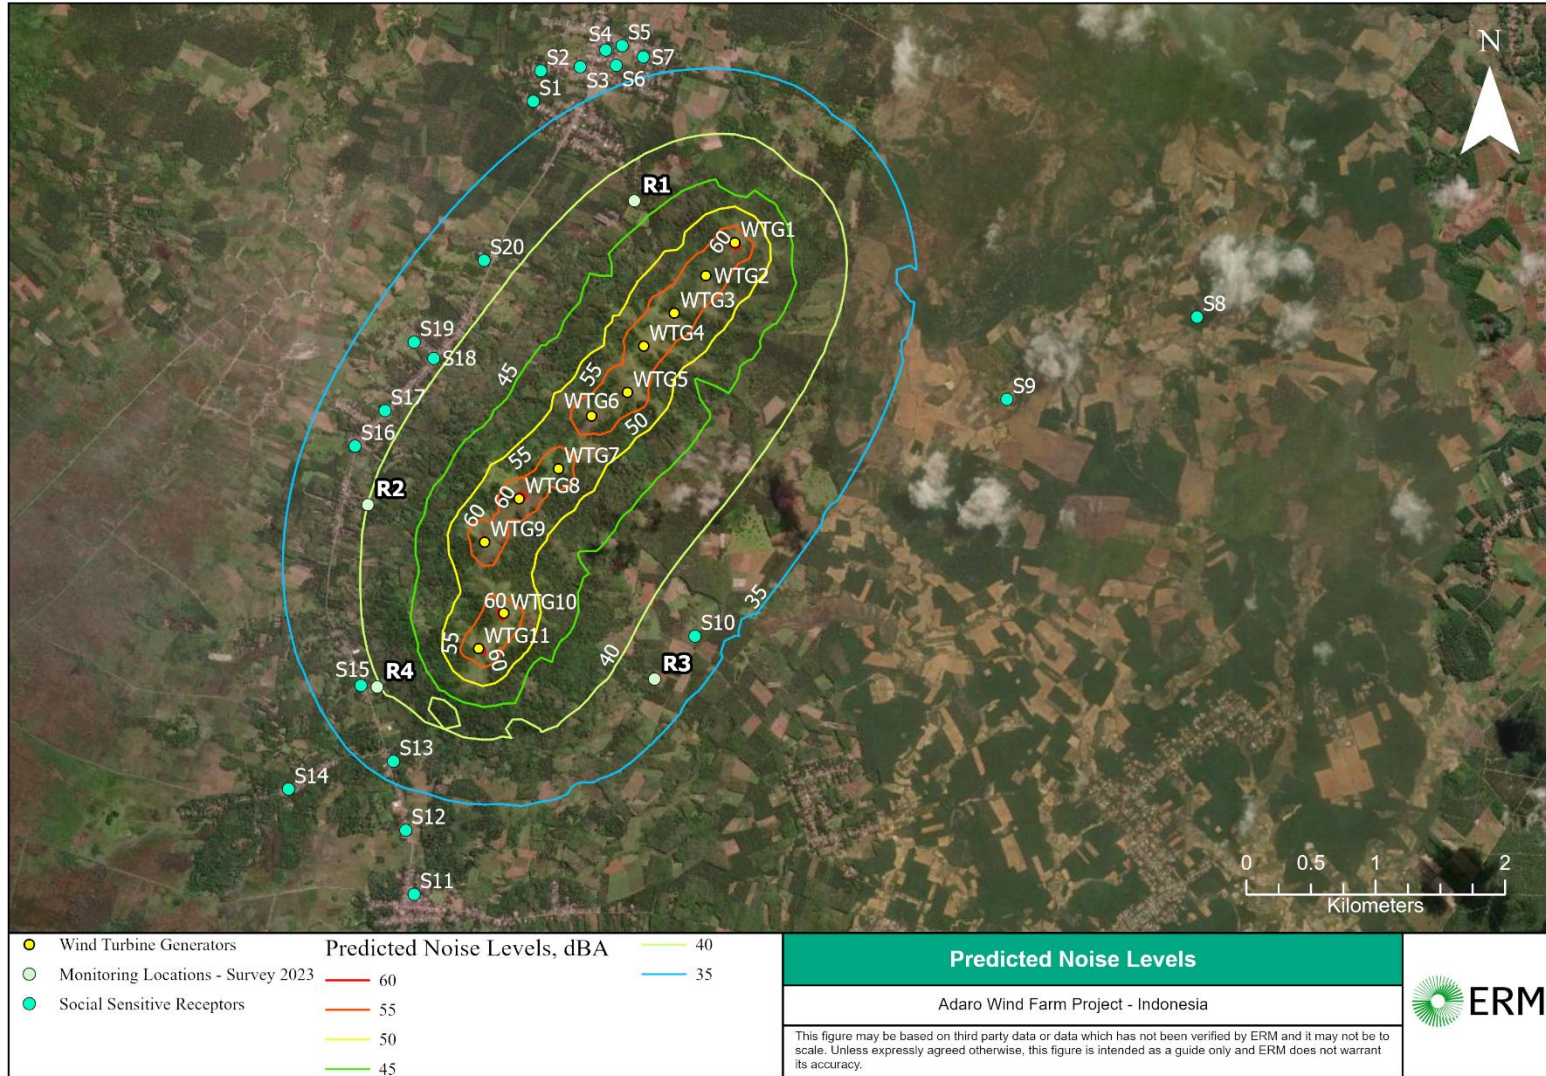 S4
S5
S2
S7
S3
S6
S1
N
R1
WTG1
60
S20
WTG2
S8
WTG3
S19
WTG4
S18
45
55
WTG5
S9
S17
WTG6
50
S16
55
WTG7
R2
60
WTG8
60
WTG9
35
60
WTG10
S10
55
WTG11
60
40
R3
S15
R4
S13
S14
S12
0 0.5 1 2
Kilometers
S11
Wind Turbine Generators
Monitoring Locations - Survey 2023
Social Sensitive Receptors
Predicted Noise Levels, dBA
60
55
50
45
40
35
Predicted Noise Levels
Adaro Wind Farm Project - Indonesia
This figure may be based on third party data or data which has not been verified by ERM and it may not be to
scale. Unless expressly agreed otherwise, this figure is intended as a guide only and ERM does not warrant
its accuracy.
ERM